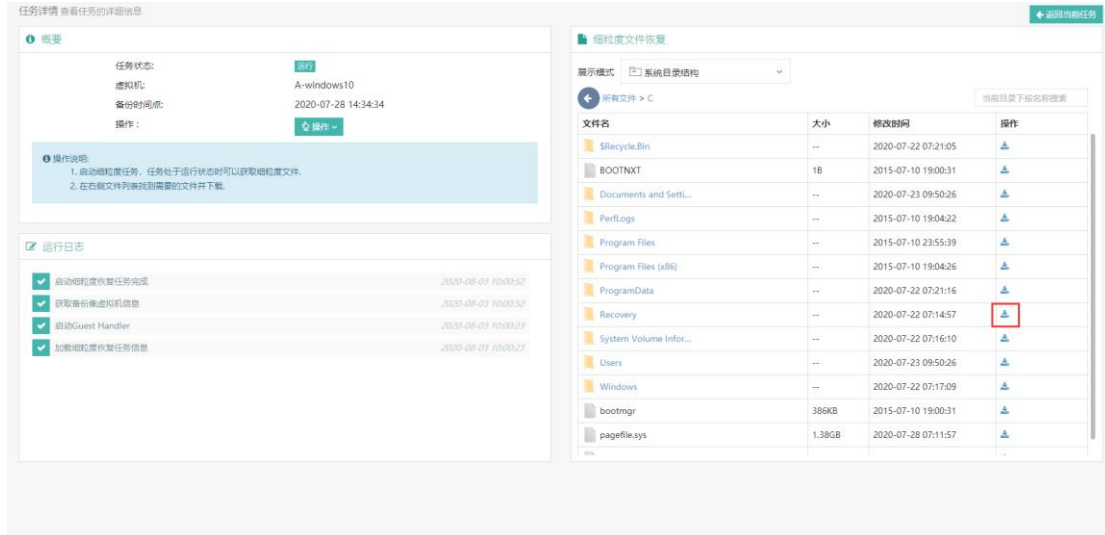 任务详情 查看任务的详细信息
返回当前任务
概要
任务状态: 运行
虚拟机: A-windows10
备份时间点: 2020-07-28 14:34:34
操作: 操作
操作说明:
1. 启动细粒度任务，任务处于运行状态时可以获取细粒度文件。
2. 在右侧文件列表找到需要的文件并下载。
运行日志
启动细粒度恢复任务完成 2020-08-03 10:00:52
获取备份集虚拟机信息 2020-08-03 10:00:52
启动Guest Handler 2020-08-03 10:00:23
加载细粒度恢复任务信息 2020-08-03 10:00:23
细粒度文件恢复
展示模式 系统目录结构
所有文件 > C
当前目录下按名称搜索
文件名 大小 修改时间 操作
$Recycle.Bin -- 2020-07-22 07:21:05
BOOTNXT 1B 2015-07-10 19:00:31
Documents and Setti... -- 2020-07-23 09:50:26
PerfLogs -- 2015-07-10 19:04:22
Program Files -- 2015-07-10 23:55:39
Program Files (x86) -- 2015-07-10 19:04:26
ProgramData -- 2020-07-22 07:21:16
Recovery -- 2020-07-22 07:14:57
System Volume Infor... -- 2020-07-22 07:16:10
Users -- 2020-07-23 09:50:26
Windows -- 2020-07-22 07:17:09
bootmgr 386KB 2015-07-10 19:00:31
pagefile.sys 1.38GB 2020-07-28 07:11:57